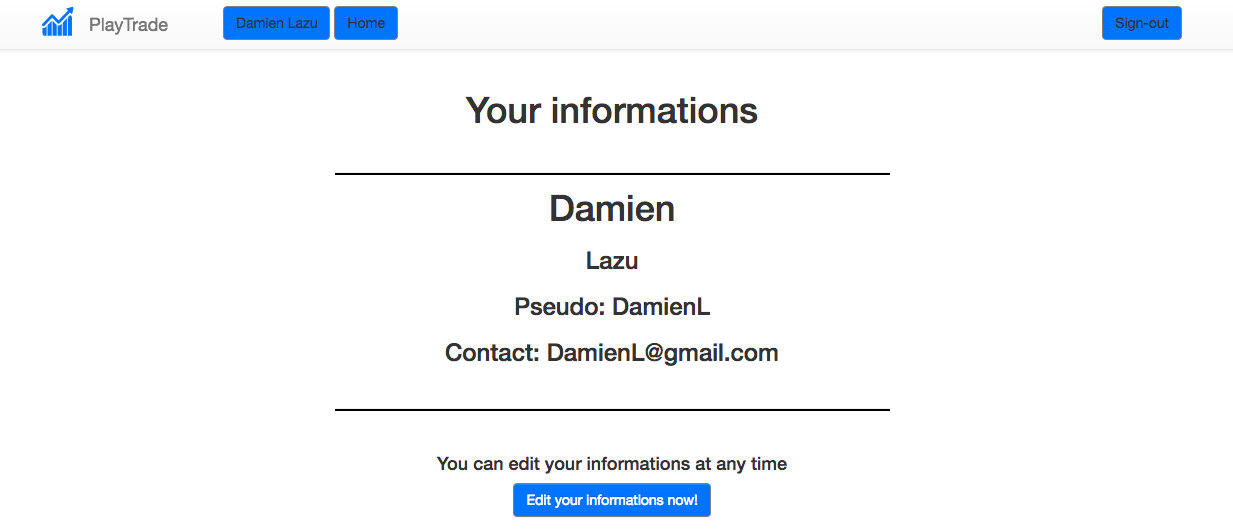 PlayTrade Damien Lazu Home Sign-out
Your informations
Damien
Lazu
Pseudo: DamienL
Contact: DamienL@gmail.com
You can edit your informations at any time
Edit your informations now!